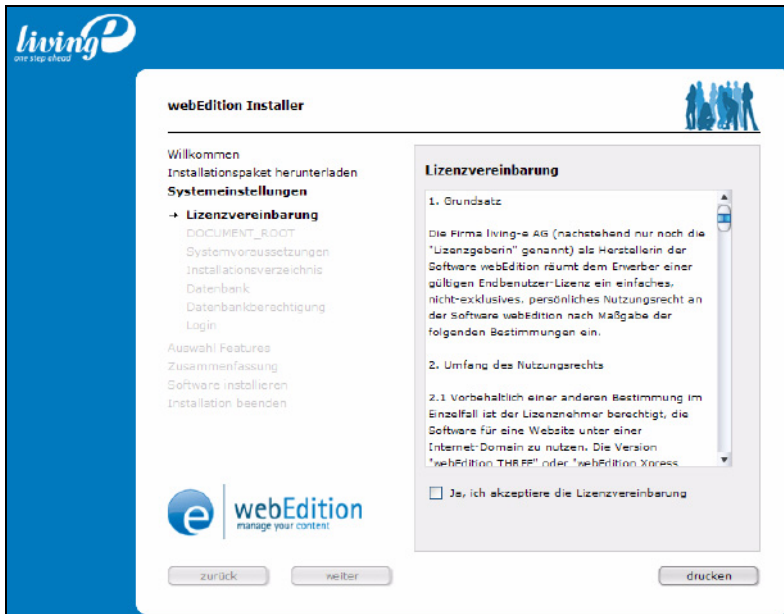 living e
one step ahead
webEdition Installer
Willkommen
Installationspaket herunterladen
Systemeinstellungen
→ Lizenzvereinbarung
DOCUMENT_ROOT
Systemvoraussetzungen
Installationsverzeichnis
Datenbank
Datenbankberechtigung
Login
Auswahl Features
Zusammenfassung
Software installieren
Installation beenden
Lizenzvereinbarung
1. Grundsatz
Die Firma living-e AG (nachstehend nur noch die
"Lizenzgeberin" genannt) als Herstellerin der
Software webEdition räumt dem Erwerber einer
gültigen Endbenutzer-Lizenz ein einfaches,
nicht-exklusives, persönliches Nutzungsrecht an
der Software webEdition nach Maßgabe der
folgenden Bestimmungen ein.
2. Umfang des Nutzungsrechts
2.1 Vorbehaltlich einer anderen Bestimmung im
Einzelfall ist der Lizenznehmer berechtigt, die
Software für eine Website unter einer
Internet-Domain zu nutzen. Die Version
"webEdition THREE" oder "webEdition Xpress
Ja, ich akzeptiere die Lizenzvereinbarung
e webEdition
manage your content
zurück
weiter
drucken